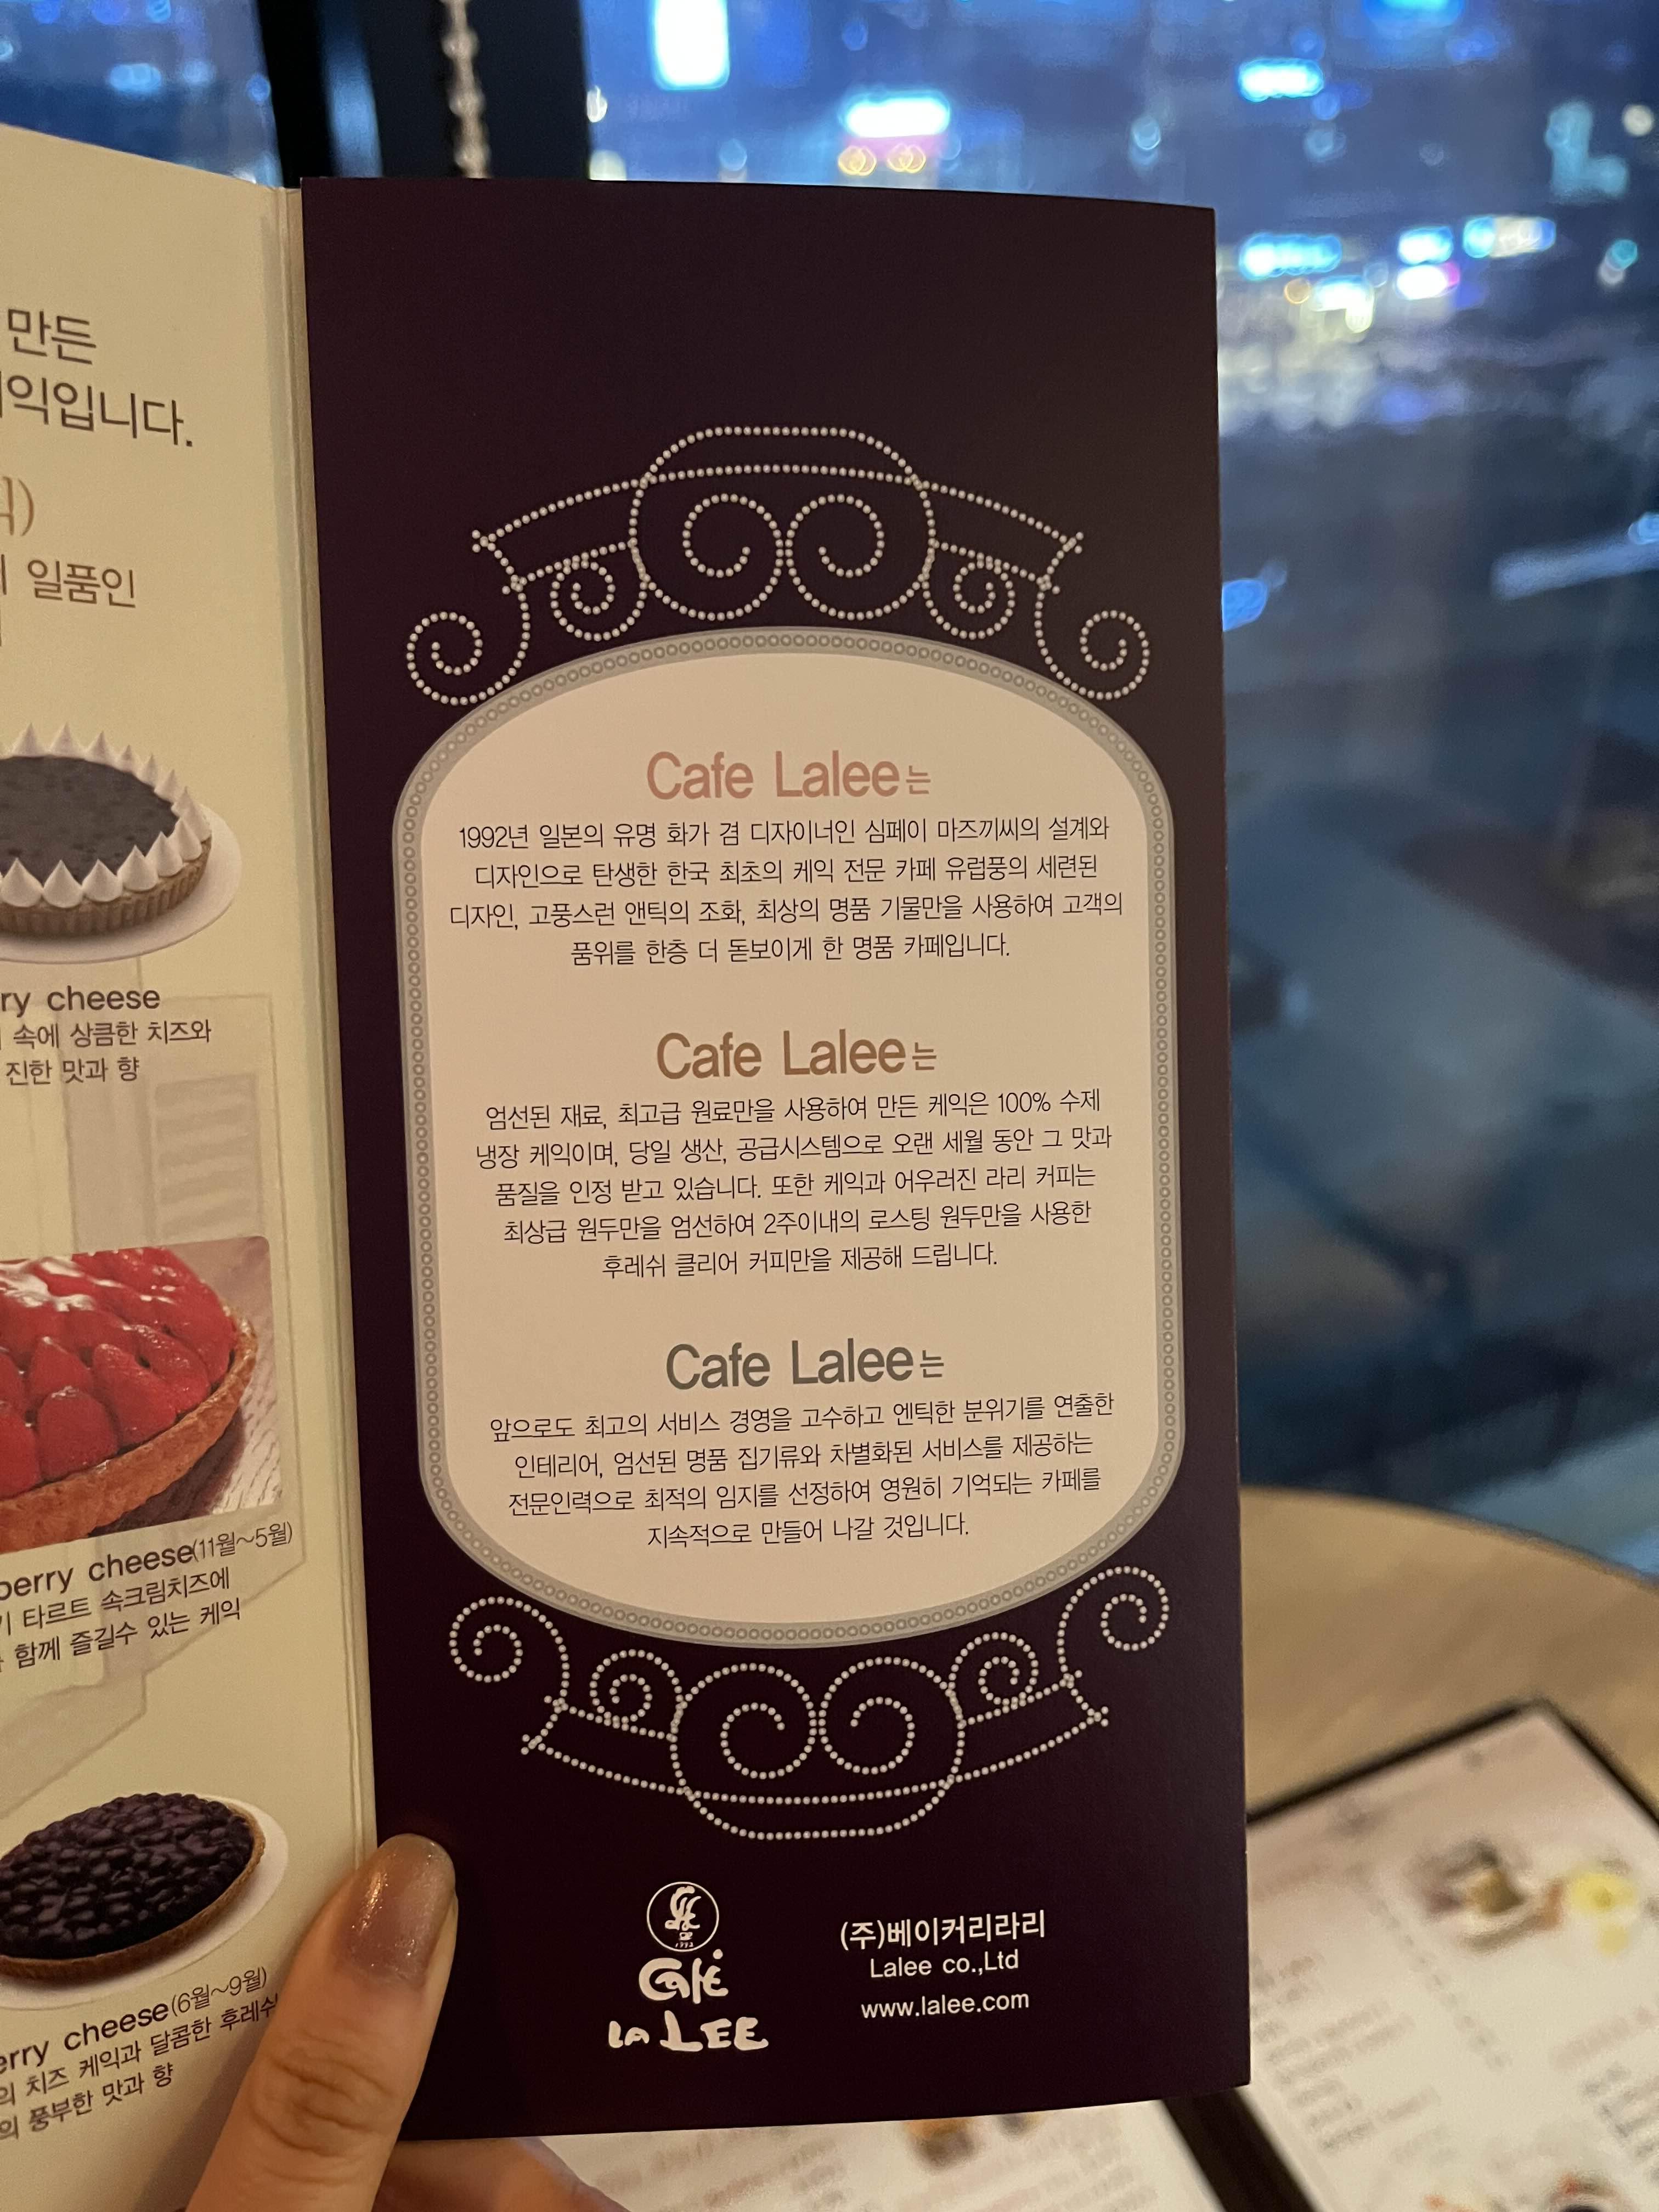 만든
익입니다.
일품인
cheese
속에 상큼한 치즈와
진한 맛과 향
cheese(11월~5월)
타르트 속크림치즈에
함께 즐길수 있는 케익
cheese(6월~9월)
치즈 케익과 달콤한 후레쉬
풍부한 맛과 향
Cafe Lalee는
1992년 일본의 유명 화가 겸 디자이너인 심페이 마즈끼씨의 설계와
디자인으로 탄생한 한국 최초의 케익 전문 카페 유럽풍의 세련된
디자인, 고풍스런 앤틱의 조화, 최상의 명품 기물만을 사용하여 고객의
품위를 한층 더 돋보이게 한 명품 카페입니다.
Cafe Lalee는
엄선된 재료, 최고급 원료만을 사용하여 만든 케익은 100% 수제
냉장 케익이며, 당일 생산, 공급시스템으로 오랜 세월 동안 그 맛과
품질을 인정 받고 있습니다. 또한 케익과 어우러진 라리 커피는
최상급 원두만을 엄선하여 2주이내의 로스팅 원두만을 사용한
후레쉬 클리어 커피만을 제공해 드립니다.
Cafe Lalee는
앞으로도 최고의 서비스 경영을 고수하고 엔틱한 분위기를 연출한
인테리어, 엄선된 명품 집기류와 차별화된 서비스를 제공하는
전문인력으로 최적의 임지를 선정하여 영원히 기억되는 카페를
지속적으로 만들어 나갈 것입니다.
1992
Café
LA LEE
(주)베이커리라리
Lalee co.,Ltd
www.lalee.com